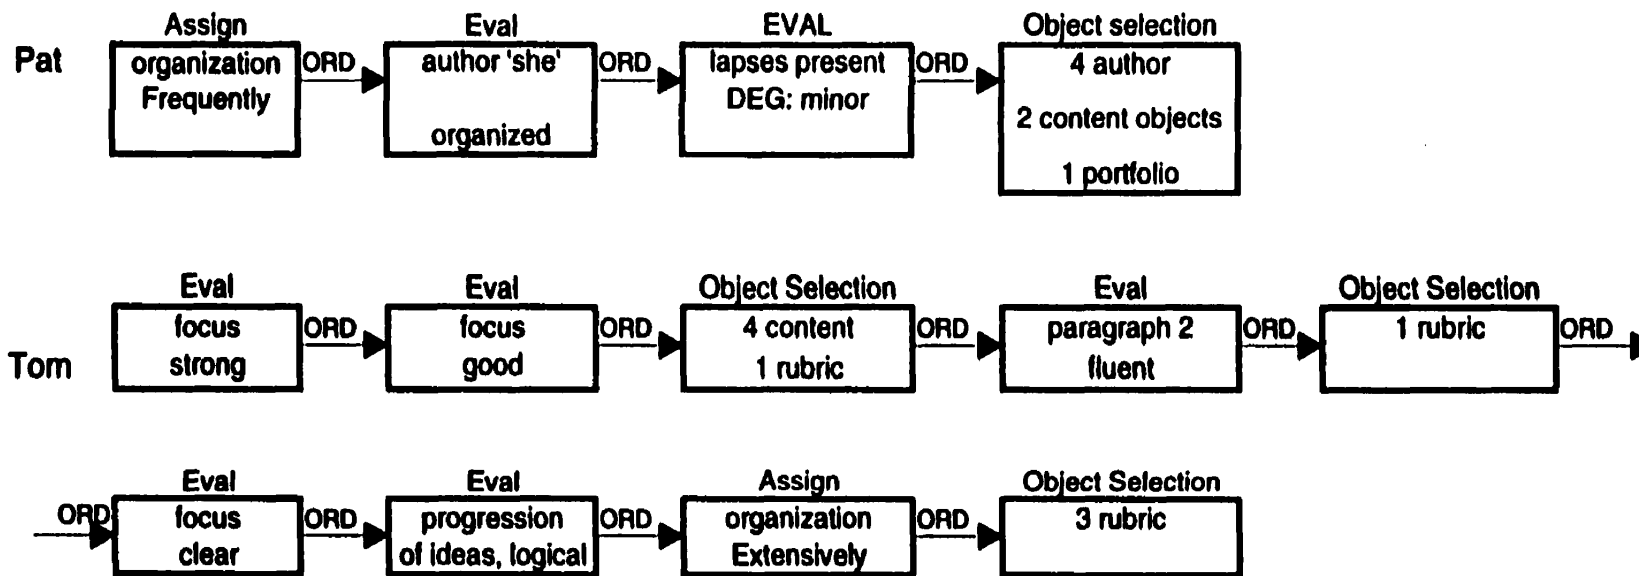 Assign Eval EVAL Object selection
Pat organization ORD author 'she' ORD lapses present ORD 4 author
Frequently DEG: minor
organized 2 content objects
1 portfolio
Eval Eval Object Selection Eval Object Selection
focus ORD focus ORD 4 content ORD paragraph 2 ORD 1 rubric ORD
Tom strong good 1 rubric fluent
Eval Eval Assign Object Selection
ORD focus ORD progression ORD organization ORD 3 rubric
clear of ideas, logical Extensively